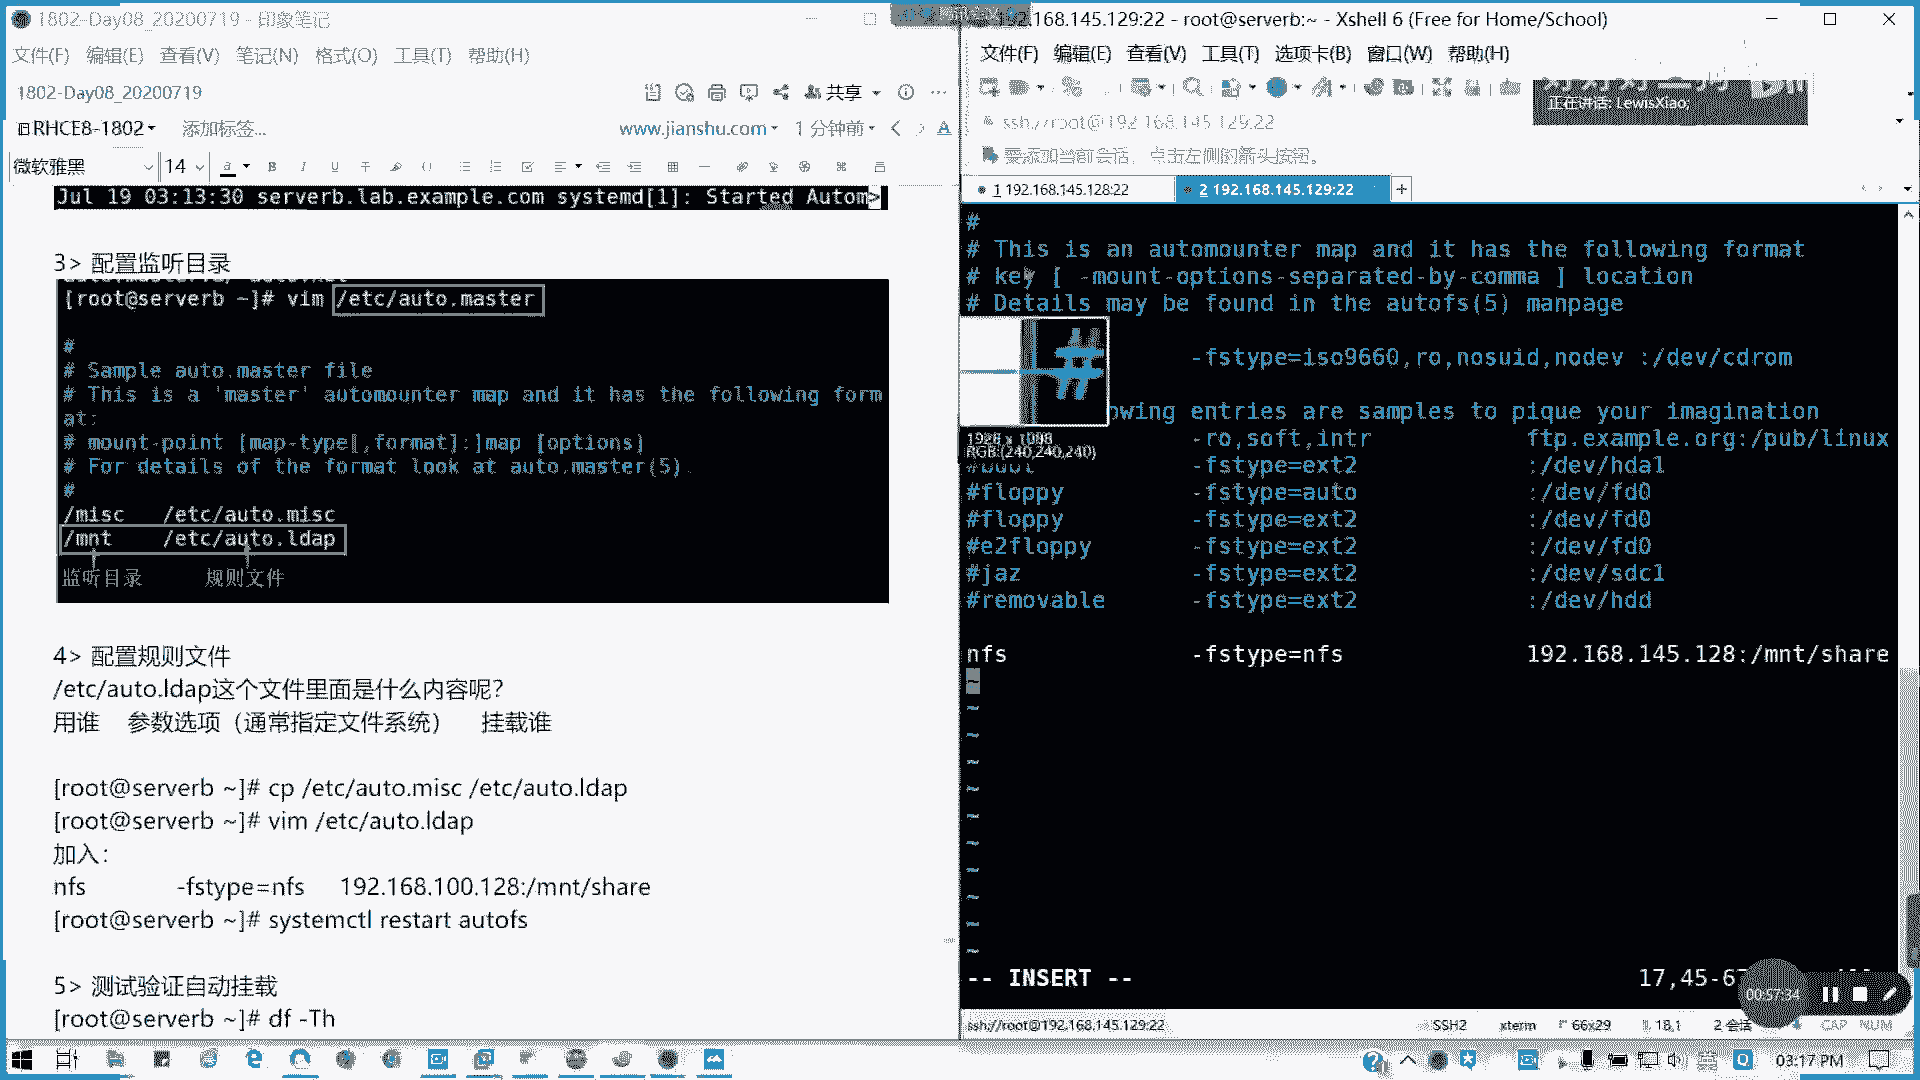 1802-Day08_20200719 - 印象笔记
文件(F) 编辑(E) 查看(V) 笔记(N) 格式(O) 工具(T) 帮助(H)
1802-Day08_20200719
共享
RHCE8-1802
添加标签...
www.jianshu.com
1 分钟前
微软雅黑 14
Jul 19 03:13:30 serverb.lab.example.com systemd[1]: Started Autom>
3> 配置监听目录
[root@serverb ~]# vim /etc/auto.master
#
# Sample auto.master file
# This is a 'master' automounter map and it has the following form
at:
# mount-point [map-type[,format]:]map [options]
# For details of the format look at auto.master(5).
#
/misc /etc/auto.misc
/mnt /etc/auto.ldap
监听目录 规则文件
4> 配置规则文件
/etc/auto.ldap这个文件里面是什么内容呢?
用谁 参数选项（通常指定文件系统） 挂载谁
[root@serverb ~]# cp /etc/auto.misc /etc/auto.ldap
[root@serverb ~]# vim /etc/auto.ldap
加入：
nfs -fstype=nfs 192.168.100.128:/mnt/share
[root@serverb ~]# systemctl restart autofs
5> 测试验证自动挂载
[root@serverb ~]# df -Th
192.168.145.129:22 - root@serverb:~ - Xshell 6 (Free for Home/School)
文件(F) 编辑(E) 查看(V) 工具(T) 选项卡(B) 窗口(W) 帮助(H)
正在讲话: LewisXiao;
ssh://root@192.168.145.129:22
要添加当前会话，点击左侧的箭头按钮。
1 192.168.145.128:22
2 192.168.145.129:22
#
# This is an automounter map and it has the following format
# key [ -mount-options-separated-by-comma ] location
# Details may be found in the autofs(5) manpage
-fstype=iso9660,ro,nosuid,nodev :/dev/cdrom
owing entries are samples to pique your imagination
-ro,soft,intr ftp.example.org:/pub/linux
#boot -fstype=ext2 :/dev/hda1
#floppy -fstype=auto :/dev/fd0
#floppy -fstype=ext2 :/dev/fd0
#e2floppy -fstype=ext2 :/dev/fd0
#jaz -fstype=ext2 :/dev/sdc1
#removable -fstype=ext2 :/dev/hdd
nfs -fstype=nfs 192.168.145.128:/mnt/share
#
RGB:(240,240,240)
~
~
~
~
~
~
~
~
~
~
~
-- INSERT --
17,45-6
00:57:34
ssh://root@192.168.145.129:22
SSH2 xterm 66x29 18,1 2 会话 CAP NUM
03:17 PM